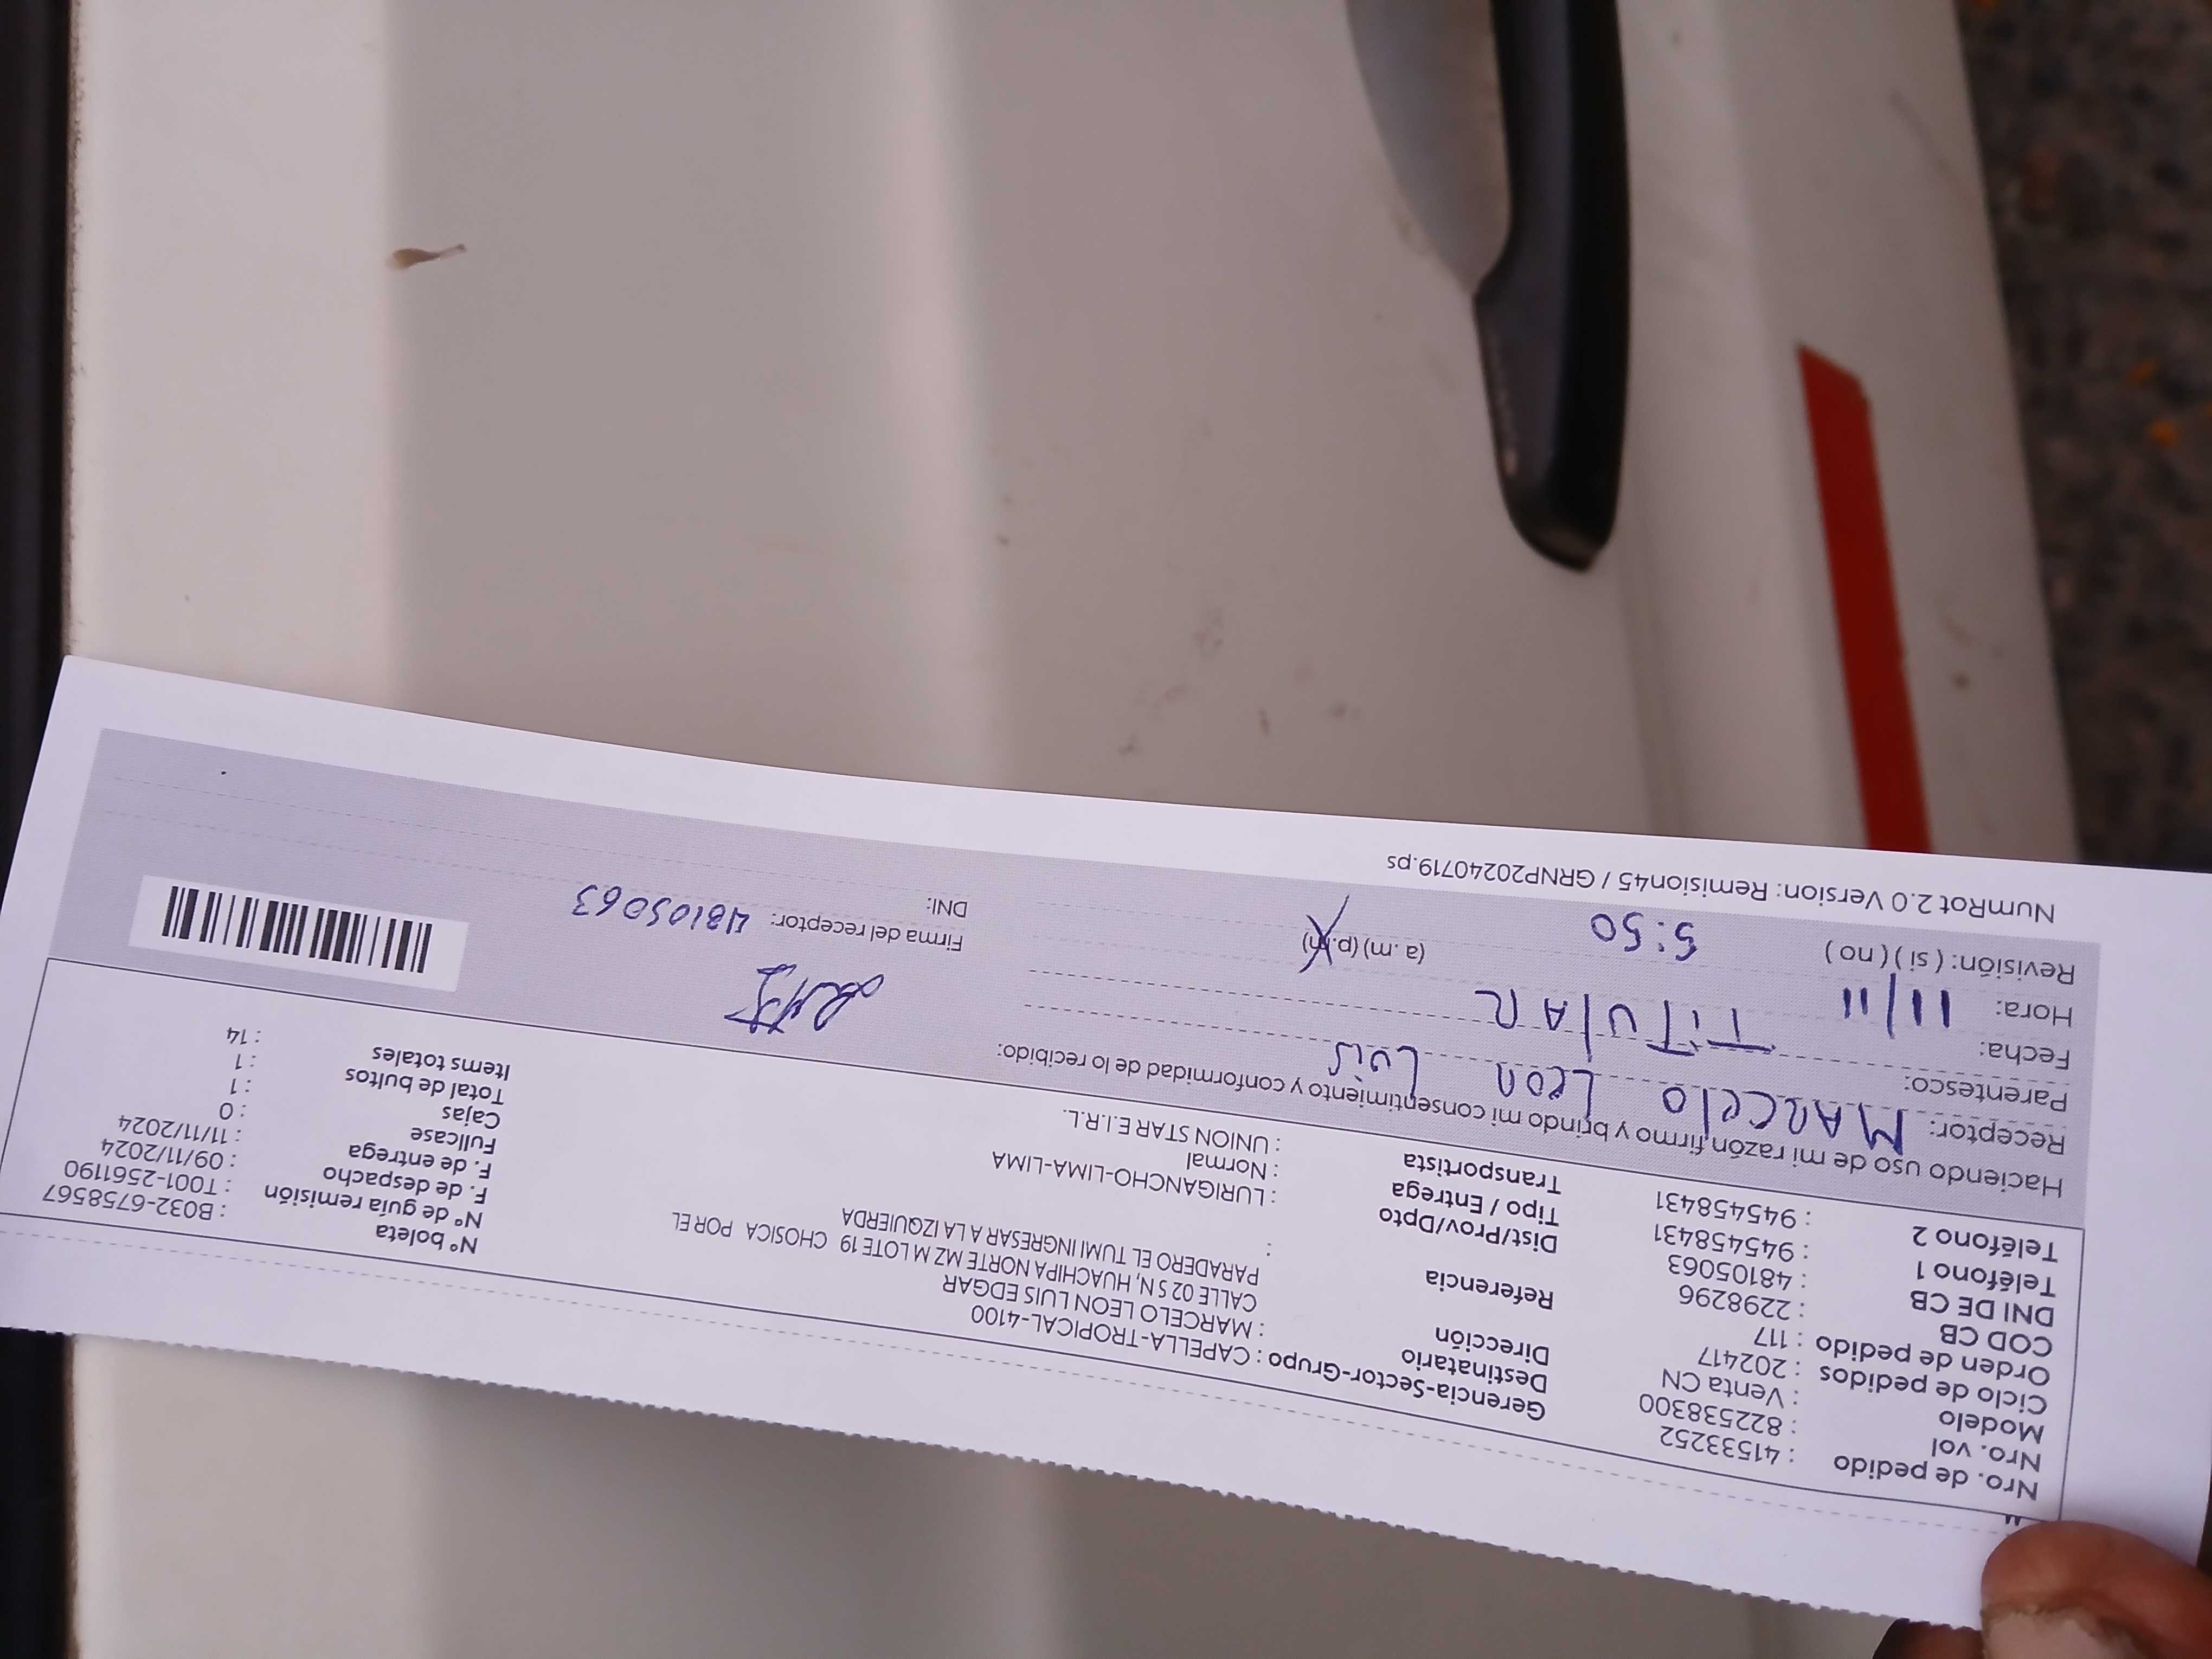 Nro. de pedido : 41533252
Nro. vol : 822538300
Modelo : Venta CN
Ciclo de pedidos : 202417
Orden de pedido : 117
COD CB : 2298296
DNI DE CB : 48105063
Teléfono 1 : 945458431
Teléfono 2 : 945458431
Gerencia-Sector-Grupo : CAPELLA-TROPICAL-4100
Destinatario : MARCELO LEON LUIS EDGAR
Dirección CALLE 02 S N, HUACHIPA NORTE MZ M LOTE 19 CHOSICA POR EL
PARADERO EL TUMI INGRESAR A LA IZQUIERDA
Referencia :
Dist/Prov/Dpto : LURIGANCHO-LIMA-LIMA
Tipo / Entrega : Normal
Transportista : UNION STAR E.I.R.L.
Nº boleta : B032-6758567
Nº de guía remisión : T001-2561190
F. de despacho : 09/11/2024
F. de entrega : 11/11/2024
Fullcase : 0
Cajas : 1
Total de bultos : 1
Items totales : 14
Haciendo uso de mi razón, firmo y brindo mi consentimiento y conformidad de lo recibido:
Receptor: MARCelo LeoN Luis
Parentesco: TiTUlAR
Fecha: 11/11
Hora: 5:50 (a. m.) (p.m)
Revisión: ( si ) ( no )
Firma del receptor: 48105063
DNI:
NumRot 2.0 Version: Remision45 / GRNP20240719.ps